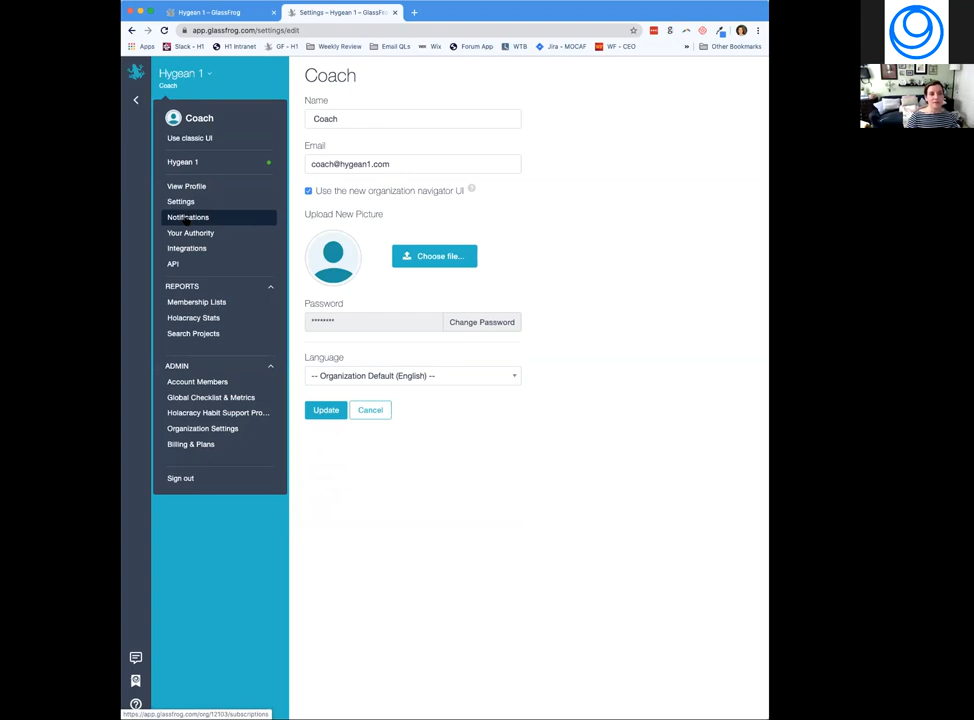 Hygean 1 – GlassFrog
Settings – Hygean 1 – GlassFro
app.glassfrog.com/settings/edit
Apps
Slack - H1
H1 Intranet
GF - H1
Weekly Review
Email QLs
Wix
Forum App
WTB
Jira - MOCAF
WF - CEO
Other Bookmarks
Hygean 1
Coach
Coach
Use classic UI
Hygean 1
View Profile
Settings
Notifications
Your Authority
Integrations
API
REPORTS
Membership Lists
Holacracy Stats
Search Projects
ADMIN
Account Members
Global Checklist & Metrics
Holacracy Habit Support Pro...
Organization Settings
Billing & Plans
Sign out
Coach
Name
Coach
Email
coach@hygean1.com
Use the new organization navigator UI
Upload New Picture
Choose file...
Password
********
Change Password
Language
-- Organization Default (English) --
Update
Cancel
https://app.glassfrog.com/org/12103/subscriptions